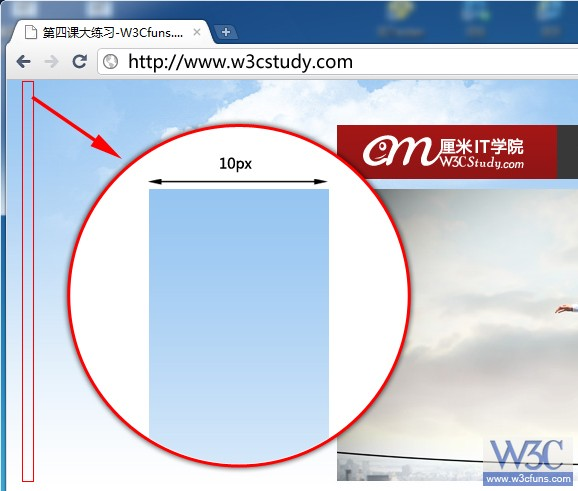 第四课大练习-W3Cfuns....
http://www.w3cstudy.com
10px
cm 厘米IT学院
W3CStudy.com
W3C
www.w3cfuns.com